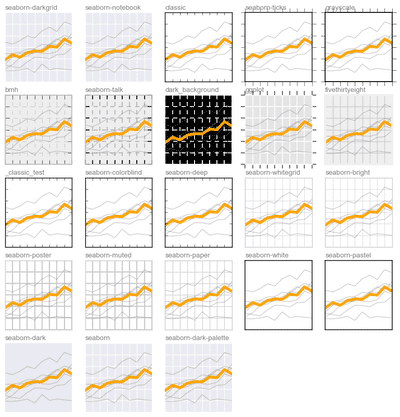 seaborn-darkgrid
seaborn-notebook
classic
seaborn-ticks
grayscale
bmh
seaborn-talk
dark_background
ggplot
fivethirtyeight
_classic_test
seaborn-colorblind
seaborn-deep
seaborn-whitegrid
seaborn-bright
seaborn-poster
seaborn-muted
seaborn-paper
seaborn-white
seaborn-pastel
seaborn-dark
seaborn
seaborn-dark-palette